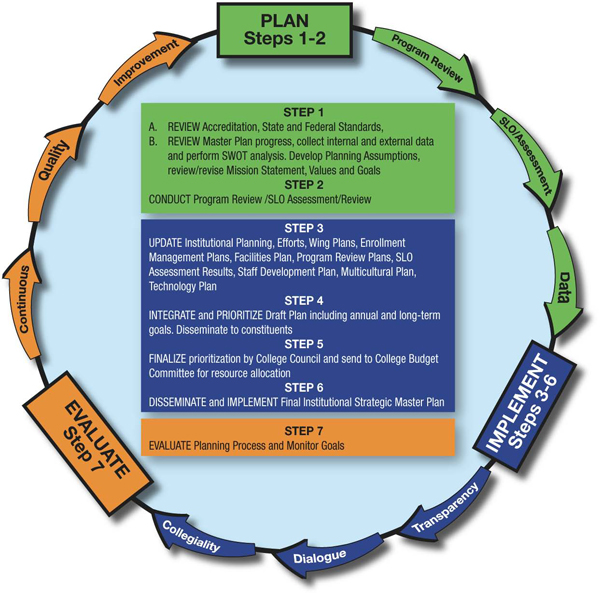 PLAN
Steps 1-2
Program Review
SLO/Assessment
Data
IMPLEMENT
Steps 3-6
Transparency
Dialogue
Collegiality
EVALUATE
Step 7
Continuous
Quality
Improvement
STEP 1
A. REVIEW Accreditation, State and Federal Standards,
B. REVIEW Master Plan progress, collect internal and external data
and perform SWOT analysis. Develop Planning Assumptions,
review/revise Mission Statement, Values and Goals
STEP 2
CONDUCT Program Review /SLO Assessment/Review
STEP 3
UPDATE Institutional Planning, Efforts, Wing Plans, Enrollment
Management Plans, Facilities Plan, Program Review Plans, SLO
Assessment Results, Staff Development Plan, Multicultural Plan,
Technology Plan
STEP 4
INTEGRATE and PRIORITIZE Draft Plan including annual and long-term
goals. Disseminate to constituents
STEP 5
FINALIZE prioritization by College Council and send to College Budget
Committee for resource allocation
STEP 6
DISSEMINATE and IMPLEMENT Final Institutional Strategic Master Plan
STEP 7
EVALUATE Planning Process and Monitor Goals